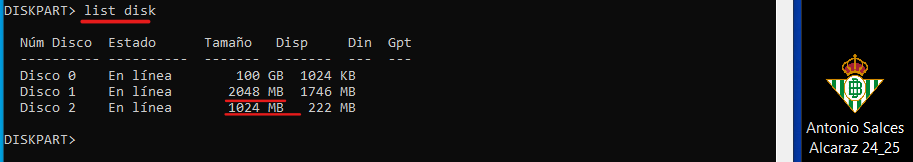 DISKPART> list disk
Núm Disco  Estado       Tamaño   Disp     Din  Gpt
---------- -----------  -------  -------  ---  ---
Disco 0    En línea      100 GB  1024 KB
Disco 1    En línea     2048 MB  1746 MB
Disco 2    En línea     1024 MB   222 MB
DISKPART>
Antonio Salces
Alcaraz 24_25